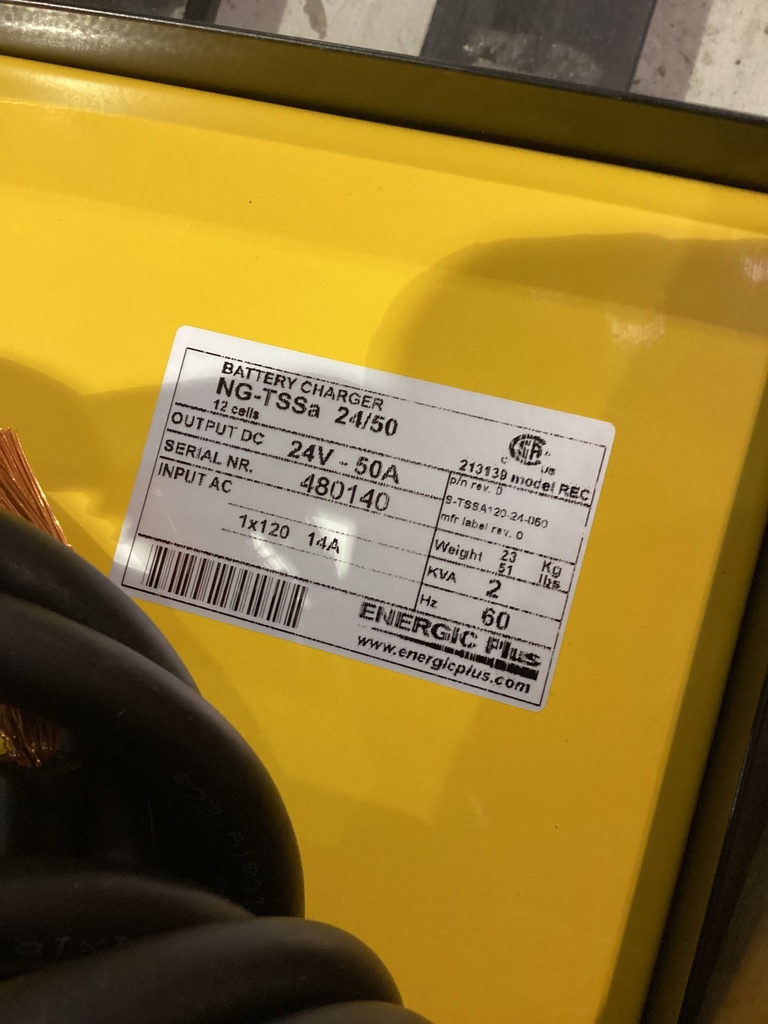 BATTERY CHARGER
NG-TSSa 24/50
12 cells
C CSA US
213139 model REC
OUTPUT DC 24V - 50A
p/n rev. 0
SERIAL NR. 480140
S-TSSA120-24-050
mfr label rev. 0
INPUT AC
1x120 14A
Weight 23 Kg
51 lbs
KVA 2
Hz 60
ENERGIC Plus
www.energicplus.com